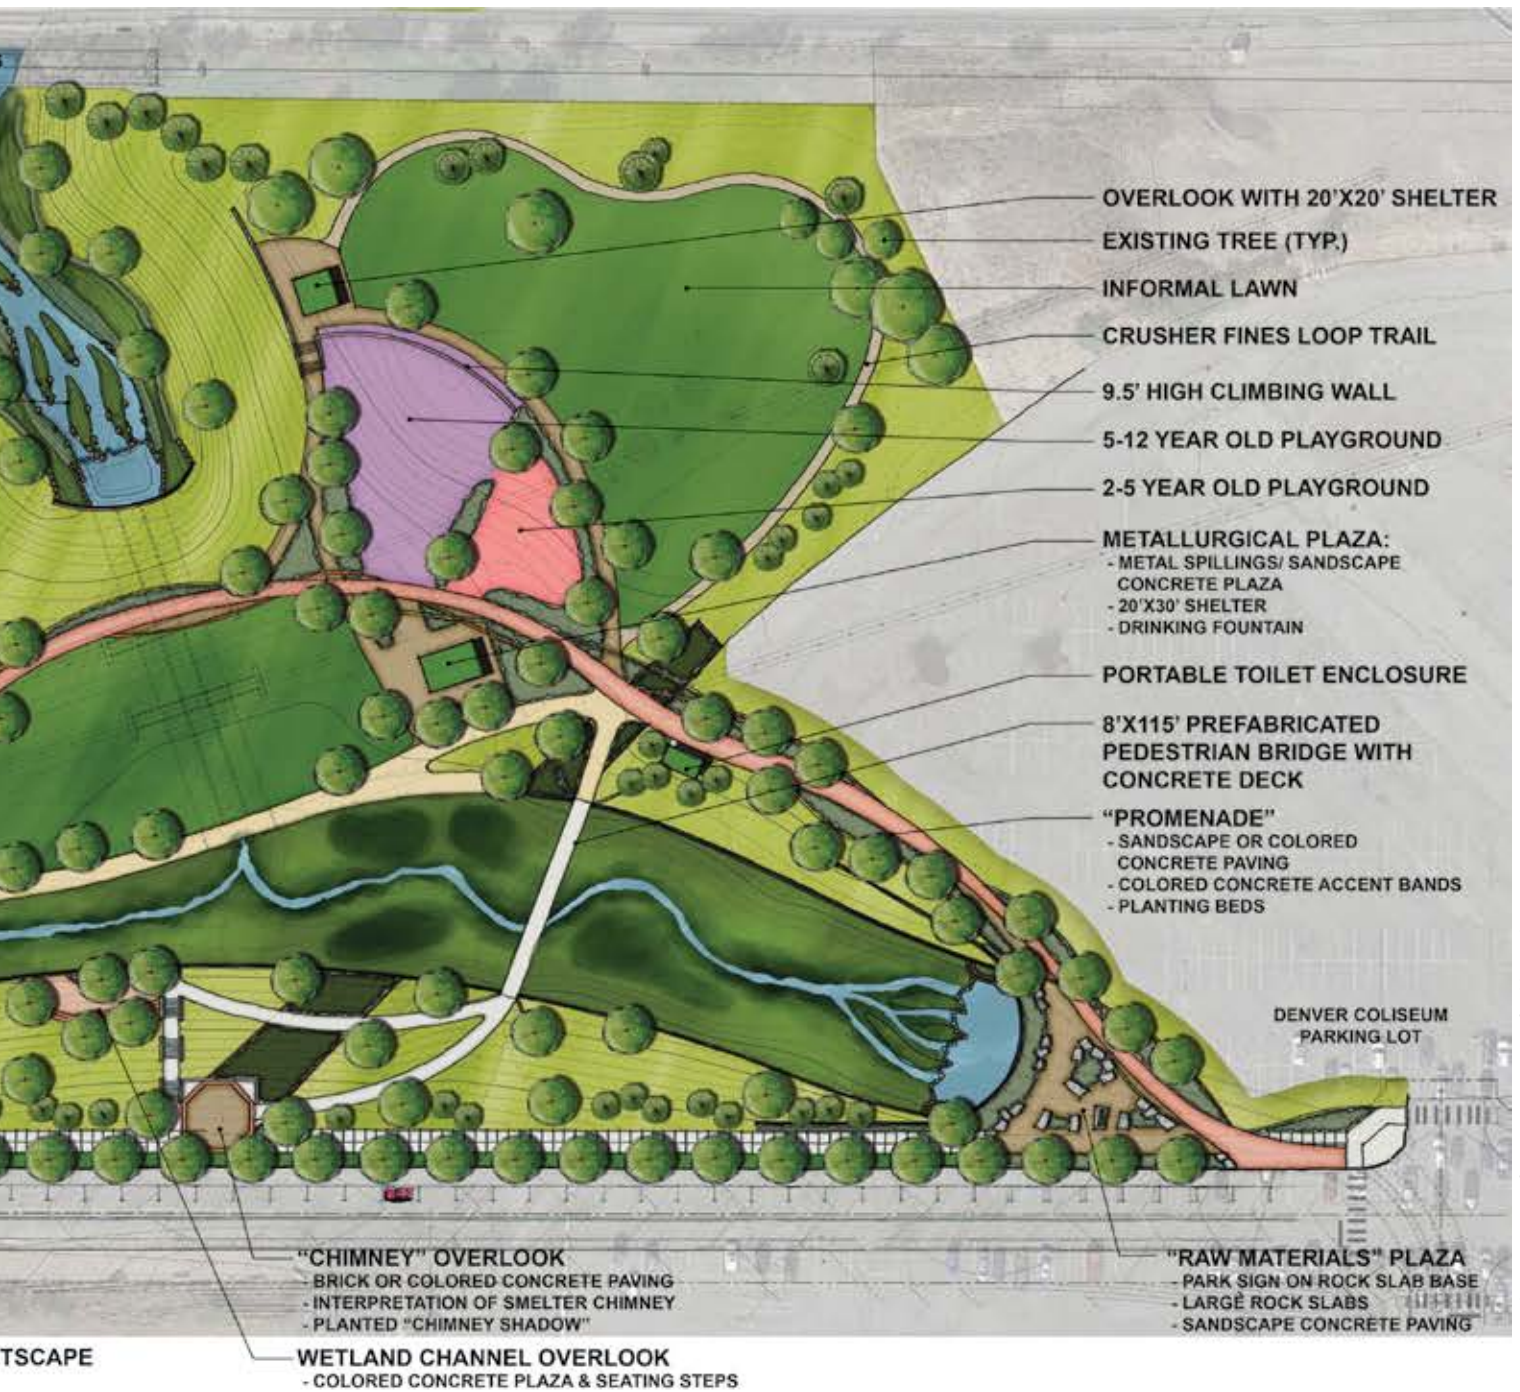 OVERLOOK WITH 20'X20' SHELTER
EXISTING TREE (TYP.)
INFORMAL LAWN
CRUSHER FINES LOOP TRAIL
9.5' HIGH CLIMBING WALL
5-12 YEAR OLD PLAYGROUND
2-5 YEAR OLD PLAYGROUND
METALLURGICAL PLAZA:
- METAL SPILLINGS/ SANDSCAPE
CONCRETE PLAZA
- 20'X30' SHELTER
- DRINKING FOUNTAIN
PORTABLE TOILET ENCLOSURE
8'X115' PREFABRICATED
PEDESTRIAN BRIDGE WITH
CONCRETE DECK
"PROMENADE"
- SANDSCAPE OR COLORED
CONCRETE PAVING
- COLORED CONCRETE ACCENT BANDS
- PLANTING BEDS
DENVER COLISEUM
PARKING LOT
"CHIMNEY" OVERLOOK
- BRICK OR COLORED CONCRETE PAVING
- INTERPRETATION OF SMELTER CHIMNEY
- PLANTED "CHIMNEY SHADOW"
"RAW MATERIALS" PLAZA
- PARK SIGN ON ROCK SLAB BASE
- LARGE ROCK SLABS
- SANDSCAPE CONCRETE PAVING
TSCAPE
WETLAND CHANNEL OVERLOOK
- COLORED CONCRETE PLAZA & SEATING STEPS